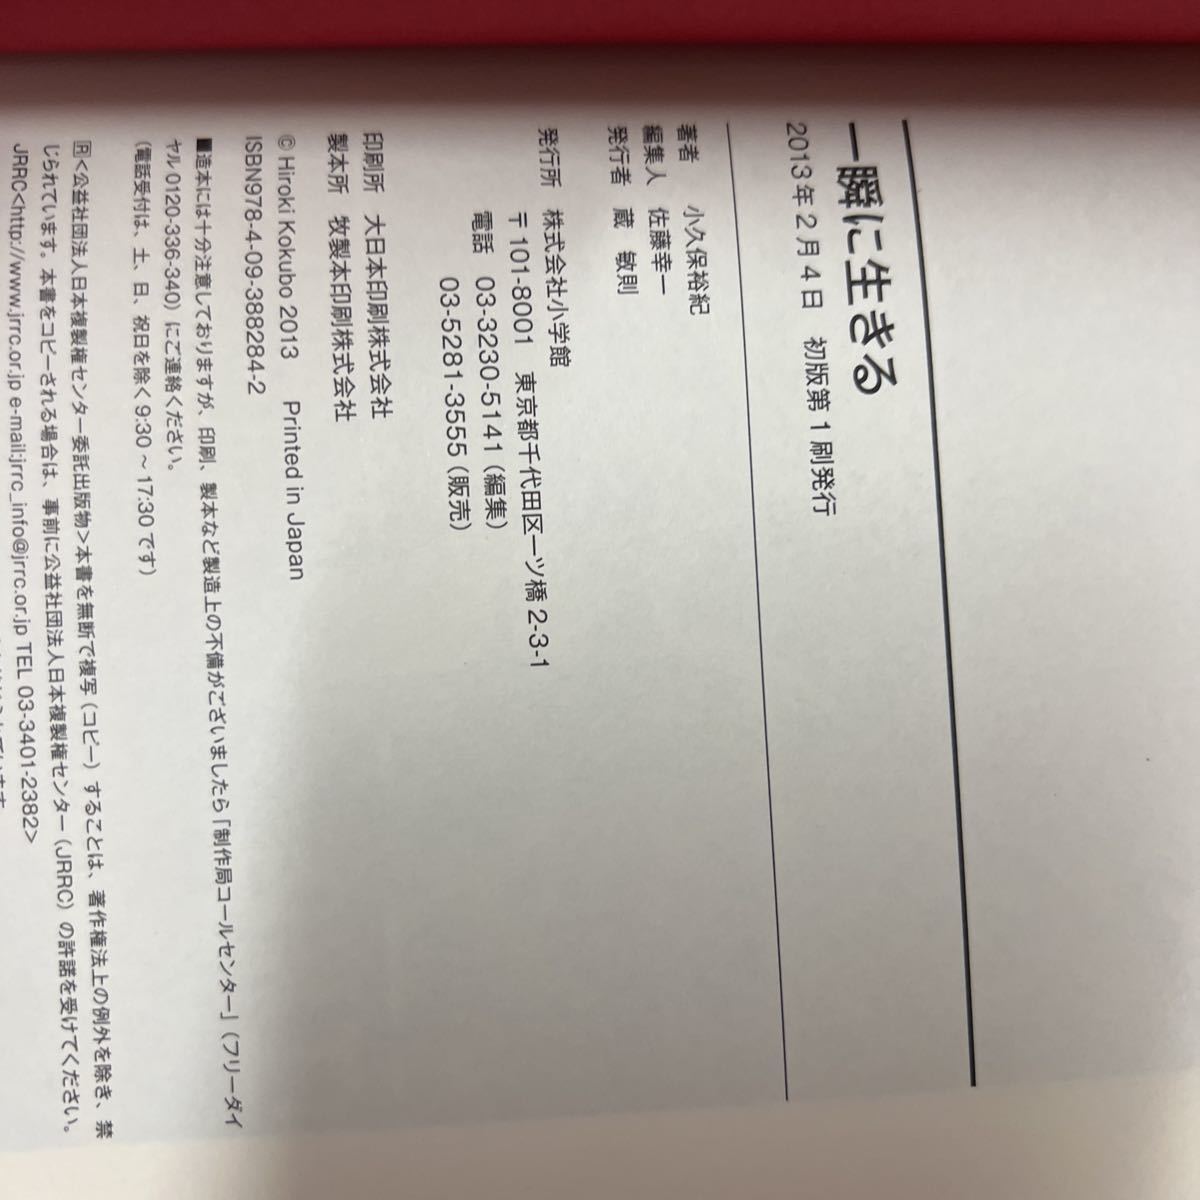 一瞬に生きる
2013年2月4日　初版第1刷発行
著者　小久保裕紀
編集人　佐藤幸一
発行者　蔵　敏則
発行所　株式会社小学館
〒101-8001　東京都千代田区一ツ橋2-3-1
電話　03-3230-5141（編集）
03-5281-3555（販売）
印刷所　大日本印刷株式会社
製本所　牧製本印刷株式会社
© Hiroki Kokubo 2013　Printed in Japan
ISBN978-4-09-388284-2
■造本には十分注意しておりますが、印刷、製本など製造上の不備がございましたら「制作局コールセンター」（フリーダイ
ヤル0120-336-340）にご連絡ください。
（電話受付は、土、日、祝日を除く9:30～17:30です）
Ⓡ<公益社団法人日本複製権センター委託出版物>本書を無断で複写（コピー）することは、著作権法上の例外を除き、禁
じられています。本書をコピーされる場合は、事前に公益社団法人日本複製権センター（JRRC）の許諾を受けてください。
JRRC<http://www.jrrc.or.jp e-mail:jrrc_info@jrrc.or.jp TEL 03-3401-2382>